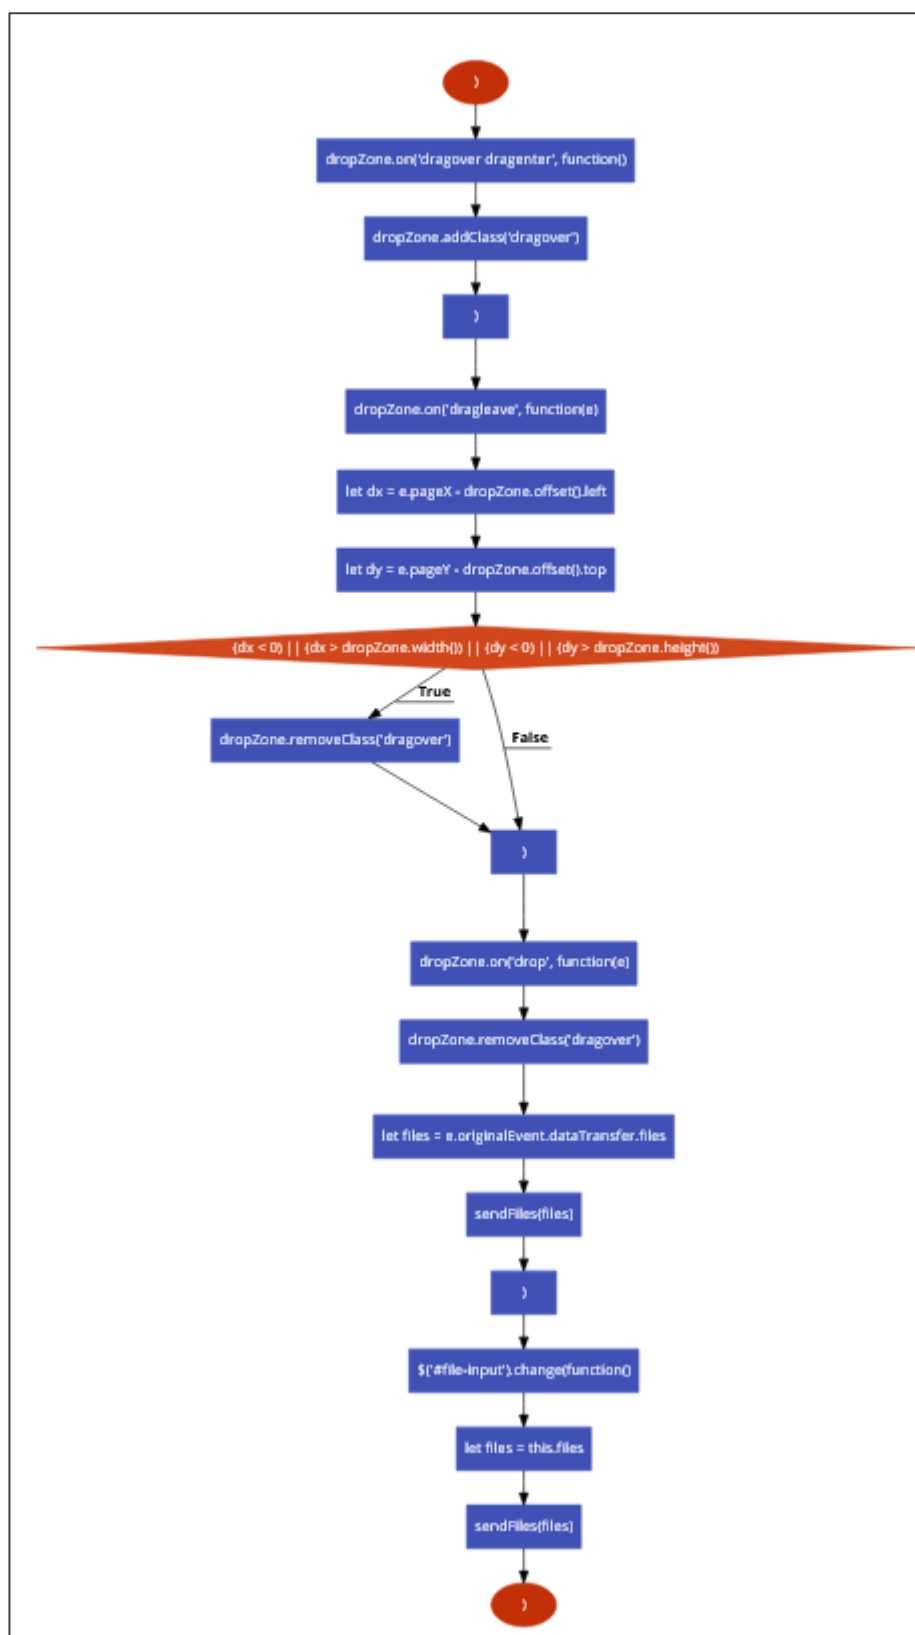 )
dropZone.on('dragover dragenter', function()
dropZone.addClass('dragover')
)
dropZone.on('dragleave', function(e)
let dx = e.pageX - dropZone.offset().left
let dy = e.pageY - dropZone.offset().top
(dx < 0) || (dx > dropZone.width()) || (dy < 0) || (dy > dropZone.height())
True
dropZone.removeClass('dragover')
False
)
dropZone.on('drop', function(e)
dropZone.removeClass('dragover')
let files = e.originalEvent.dataTransfer.files
sendFiles(files)
)
$('#file-input').change(function()
let files = this.files
sendFiles(files)
)